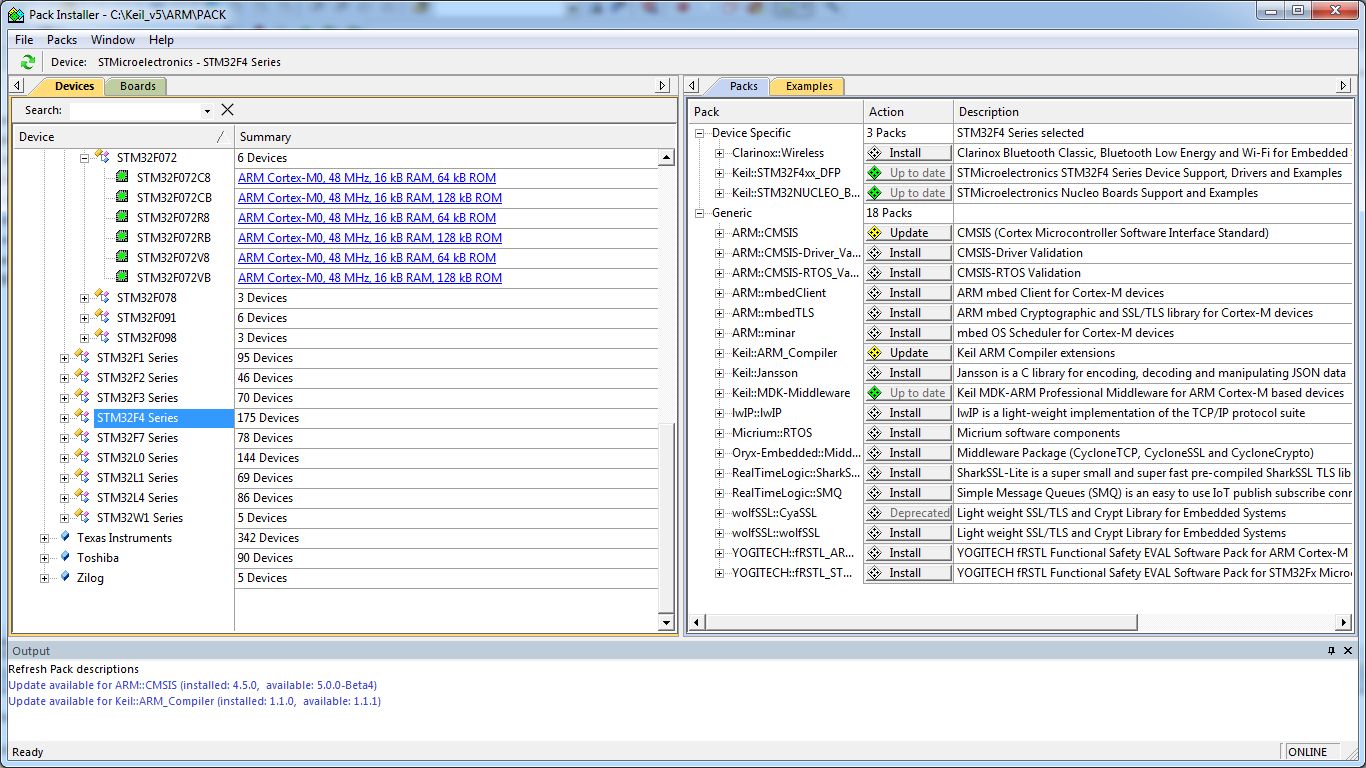 Pack Installer - C:\Keil_v5\ARM\PACK
File Packs Window Help
Device: STMicroelectronics - STM32F4 Series
Devices Boards
Search:
Device Summary
STM32F072 6 Devices
STM32F072C8 ARM Cortex-M0, 48 MHz, 16 kB RAM, 64 kB ROM
STM32F072CB ARM Cortex-M0, 48 MHz, 16 kB RAM, 128 kB ROM
STM32F072R8 ARM Cortex-M0, 48 MHz, 16 kB RAM, 64 kB ROM
STM32F072RB ARM Cortex-M0, 48 MHz, 16 kB RAM, 128 kB ROM
STM32F072V8 ARM Cortex-M0, 48 MHz, 16 kB RAM, 64 kB ROM
STM32F072VB ARM Cortex-M0, 48 MHz, 16 kB RAM, 128 kB ROM
STM32F078 3 Devices
STM32F091 6 Devices
STM32F098 3 Devices
STM32F1 Series 95 Devices
STM32F2 Series 46 Devices
STM32F3 Series 70 Devices
STM32F4 Series 175 Devices
STM32F7 Series 78 Devices
STM32L0 Series 144 Devices
STM32L1 Series 69 Devices
STM32L4 Series 86 Devices
STM32W1 Series 5 Devices
Texas Instruments 342 Devices
Toshiba 90 Devices
Zilog 5 Devices
Packs Examples
Pack Action Description
Device Specific 3 Packs STM32F4 Series selected
Clarinox::Wireless Install Clarinox Bluetooth Classic, Bluetooth Low Energy and Wi-Fi for Embedded
Keil::STM32F4xx_DFP Up to date STMicroelectronics STM32F4 Series Device Support, Drivers and Examples
Keil::STM32NUCLEO_B... Up to date STMicroelectronics Nucleo Boards Support and Examples
Generic 18 Packs
ARM::CMSIS Update CMSIS (Cortex Microcontroller Software Interface Standard)
ARM::CMSIS-Driver_Va... Install CMSIS-Driver Validation
ARM::CMSIS-RTOS_Va... Install CMSIS-RTOS Validation
ARM::mbedClient Install ARM mbed Client for Cortex-M devices
ARM::mbedTLS Install ARM mbed Cryptographic and SSL/TLS library for Cortex-M devices
ARM::minar Install mbed OS Scheduler for Cortex-M devices
Keil::ARM_Compiler Update Keil ARM Compiler extensions
Keil::Jansson Install Jansson is a C library for encoding, decoding and manipulating JSON data
Keil::MDK-Middleware Up to date Keil MDK-ARM Professional Middleware for ARM Cortex-M based devices
lwIP::lwIP Install lwIP is a light-weight implementation of the TCP/IP protocol suite
Micrium::RTOS Install Micrium software components
Oryx-Embedded::Midd... Install Middleware Package (CycloneTCP, CycloneSSL and CycloneCrypto)
RealTimeLogic::SharkS... Install SharkSSL-Lite is a super small and super fast pre-compiled SharkSSL TLS lib
RealTimeLogic::SMQ Install Simple Message Queues (SMQ) is an easy to use IoT publish subscribe conn
wolfSSL::CyaSSL Deprecated Light weight SSL/TLS and Crypt Library for Embedded Systems
wolfSSL::wolfSSL Install Light weight SSL/TLS and Crypt Library for Embedded Systems
YOGITECH::fRSTL_AR... Install YOGITECH fRSTL Functional Safety EVAL Software Pack for ARM Cortex-M
YOGITECH::fRSTL_ST... Install YOGITECH fRSTL Functional Safety EVAL Software Pack for STM32Fx Micro
Output
Refresh Pack descriptions
Update available for ARM::CMSIS (installed: 4.5.0, available: 5.0.0-Beta4)
Update available for Keil::ARM_Compiler (installed: 1.1.0, available: 1.1.1)
Ready ONLINE